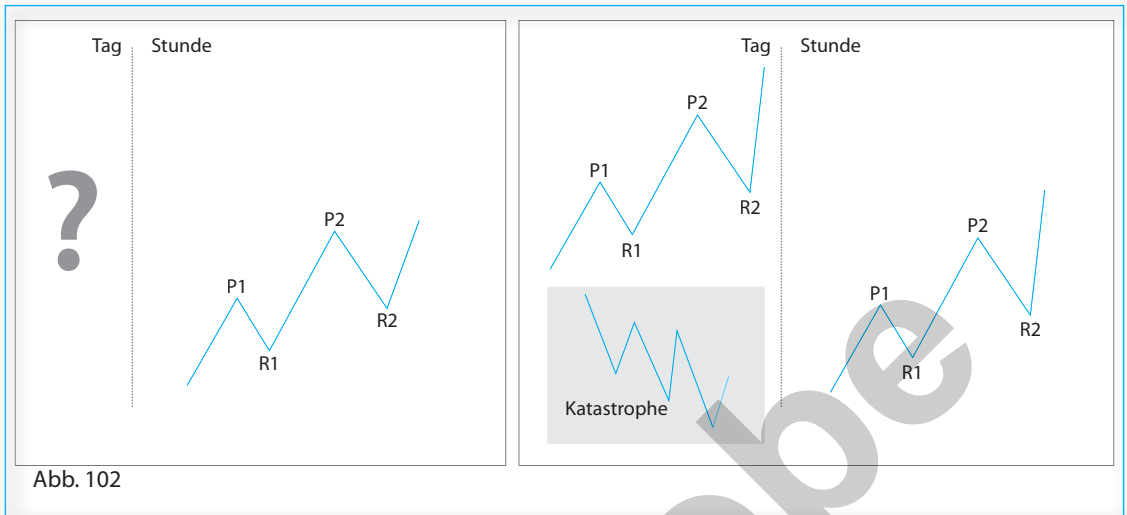 Tag Stunde
?
P2
P1
R2
R1
Tag Stunde
P2
P1
R2
R1
Katastrophe
P2
P1
R2
R1
Abb. 102
obe